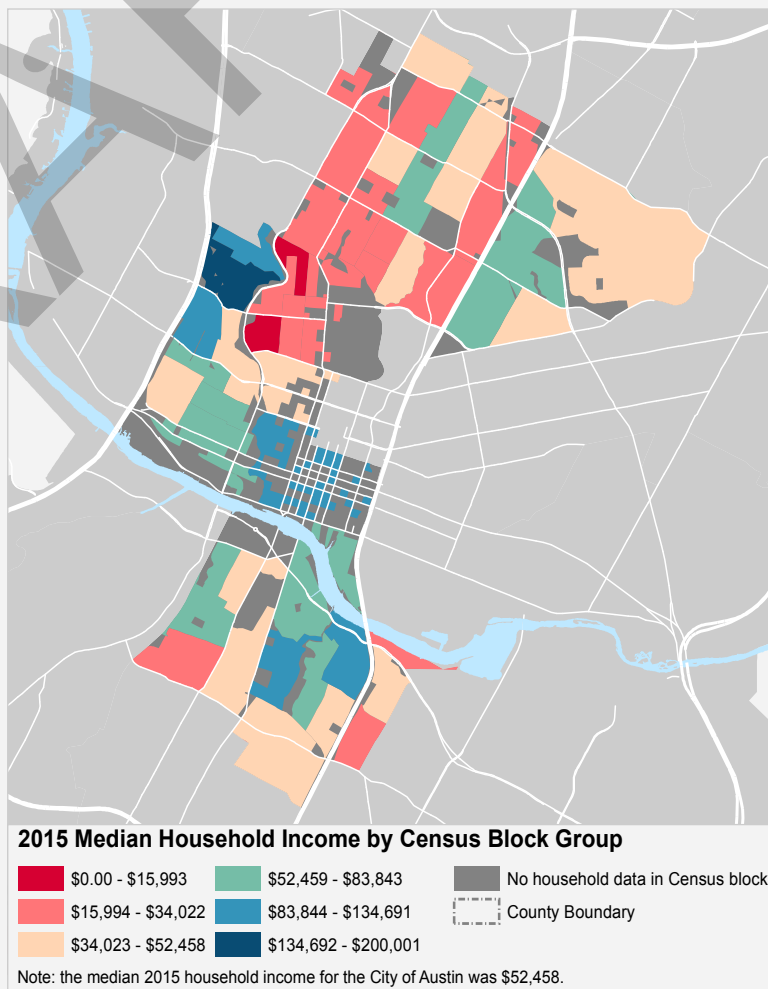 2015 Median Household Income by Census Block Group
$0.00 - $15,993
$15,994 - $34,022
$34,023 - $52,458
$52,459 - $83,843
$83,844 - $134,691
$134,692 - $200,001
No household data in Census block
County Boundary
Note: the median 2015 household income for the City of Austin was $52,458.